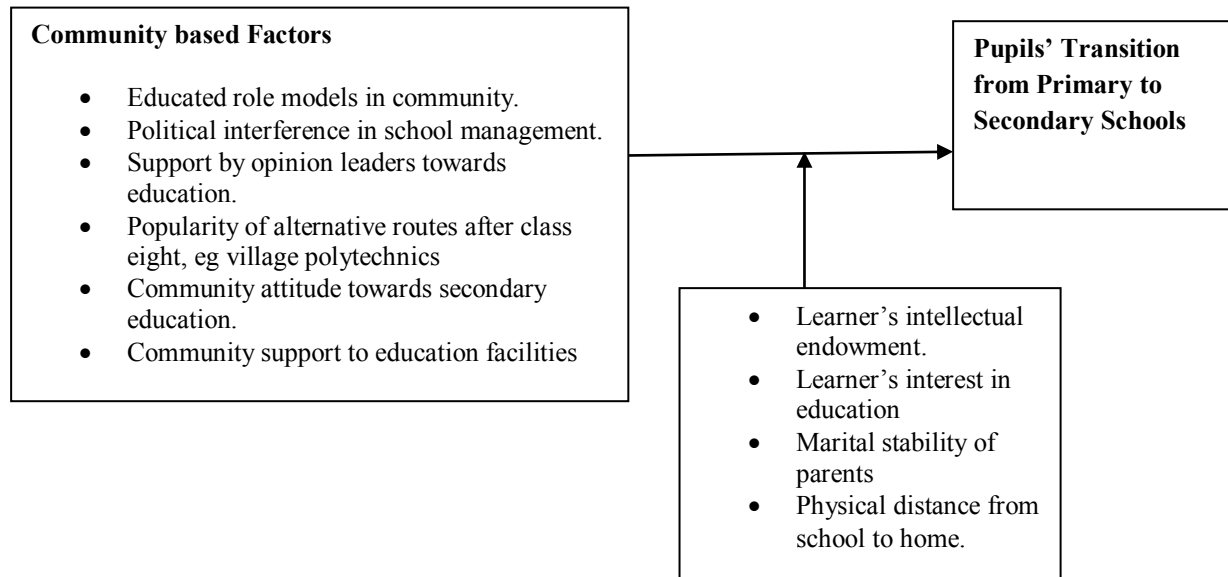 Community based Factors
• Educated role models in community.
• Political interference in school management.
• Support by opinion leaders towards
education.
• Popularity of alternative routes after class
eight, eg village polytechnics
• Community attitude towards secondary
education.
• Community support to education facilities
Pupils’ Transition
from Primary to
Secondary Schools
• Learner’s intellectual
endowment.
• Learner’s interest in
education
• Marital stability of
parents
• Physical distance from
school to home.